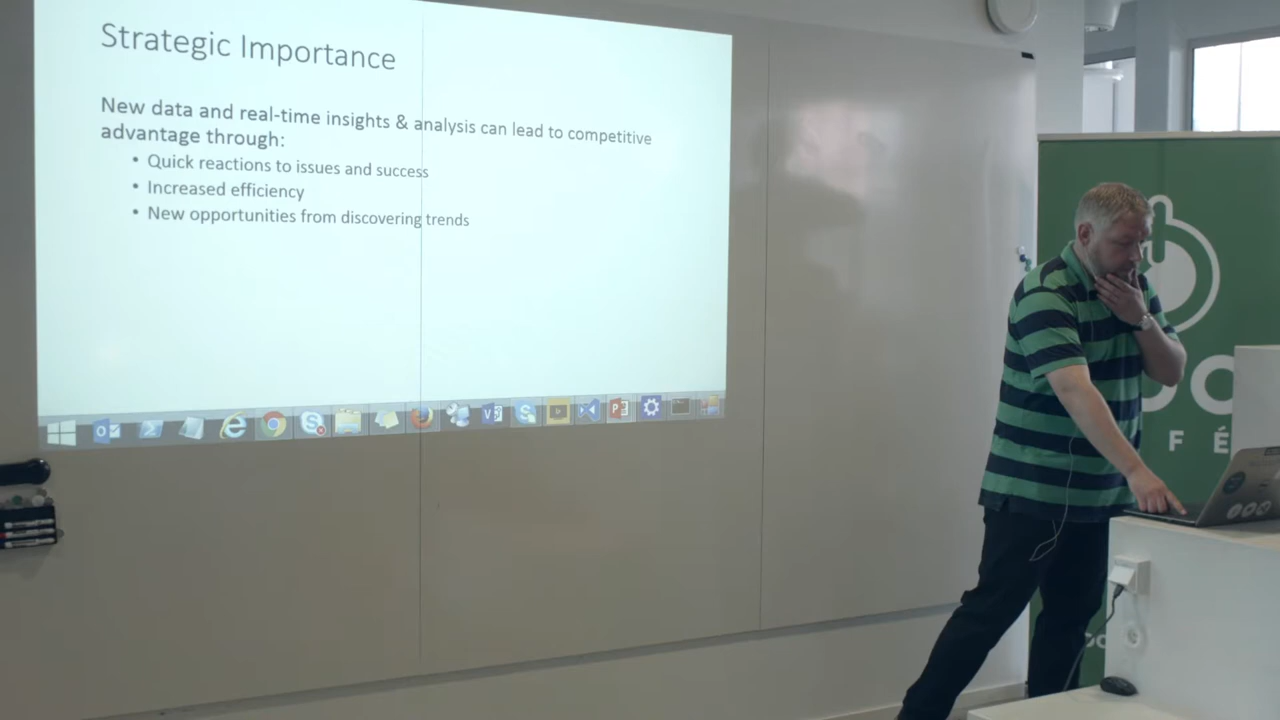 Strategic Importance
New data and real-time insights & analysis can lead to competitive
advantage through:
• Quick reactions to issues and success
• Increased efficiency
• New opportunities from discovering trends
F É